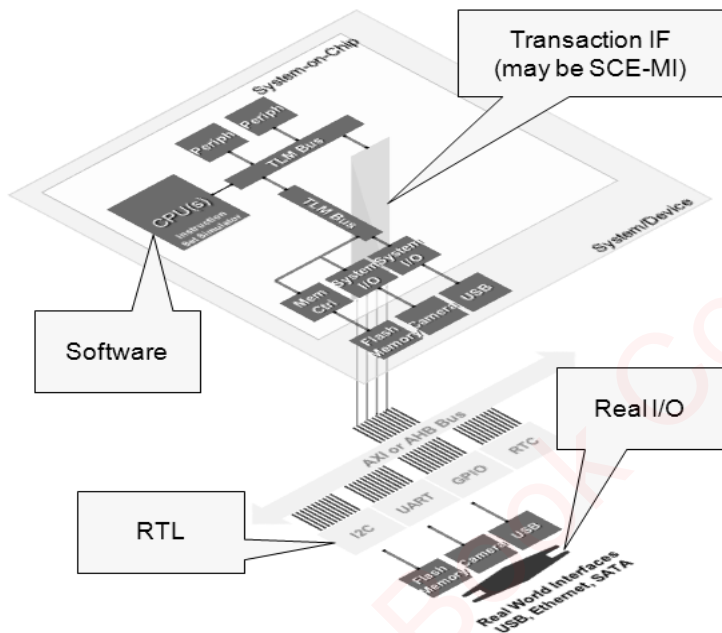 Transaction IF
(may be SCE-MI)
System-on-Chip
Periph
Periph
TLM Bus
CPU(s)
Instruction
Set Simulator
TLM Bus
System/Device
System
I/O
System
I/O
Mem
Ctrl
USB
Camera
Flash
Memory
Software
Real I/O
AXI or AHB Bus
RTC
GPIO
UART
I2C
RTL
USB
Camera
Flash
Memory
Real World Interfaces
USB, Ethernet, SATA